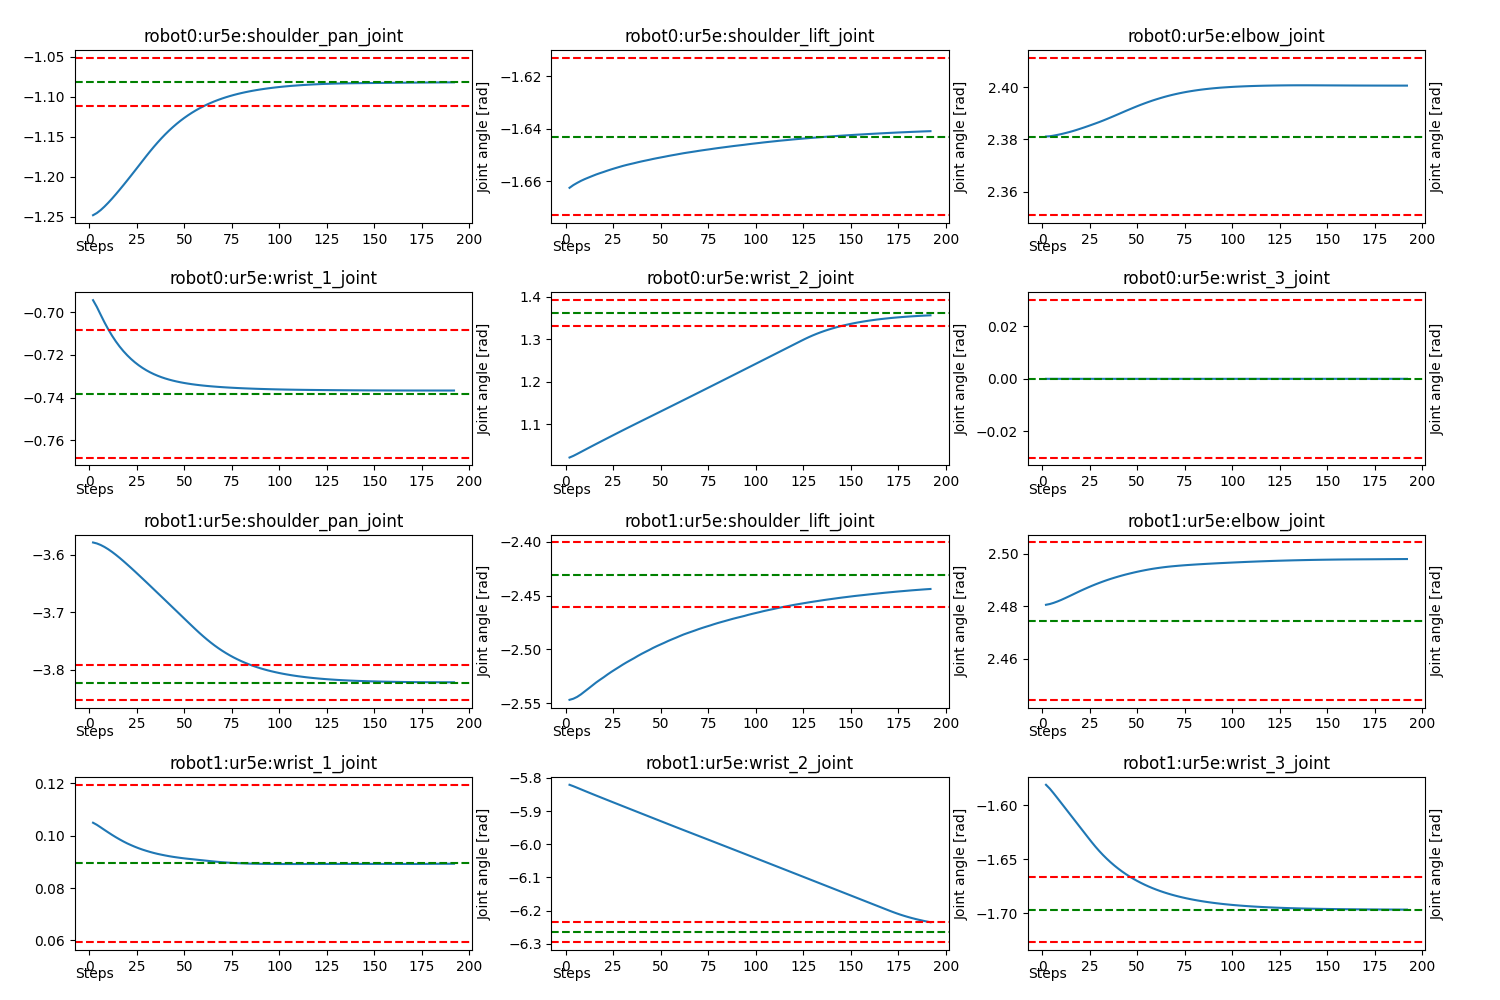 robot0:ur5e:shoulder_pan_joint
−1.05
−1.10
−1.15
−1.20
−1.25
0 25 50 75 100 125 150 175 200
Steps
Joint angle [rad]
robot0:ur5e:shoulder_lift_joint
−1.62
−1.64
−1.66
0 25 50 75 100 125 150 175 200
Steps
Joint angle [rad]
robot0:ur5e:elbow_joint
2.40
2.38
2.36
0 25 50 75 100 125 150 175 200
Steps
Joint angle [rad]
robot0:ur5e:wrist_1_joint
−0.70
−0.72
−0.74
−0.76
0 25 50 75 100 125 150 175 200
Steps
Joint angle [rad]
robot0:ur5e:wrist_2_joint
1.4
1.3
1.2
1.1
0 25 50 75 100 125 150 175 200
Steps
Joint angle [rad]
robot0:ur5e:wrist_3_joint
0.02
0.00
−0.02
0 25 50 75 100 125 150 175 200
Steps
Joint angle [rad]
robot1:ur5e:shoulder_pan_joint
−3.6
−3.7
−3.8
0 25 50 75 100 125 150 175 200
Steps
Joint angle [rad]
robot1:ur5e:shoulder_lift_joint
−2.40
−2.45
−2.50
−2.55
0 25 50 75 100 125 150 175 200
Steps
Joint angle [rad]
robot1:ur5e:elbow_joint
2.50
2.48
2.46
0 25 50 75 100 125 150 175 200
Steps
Joint angle [rad]
robot1:ur5e:wrist_1_joint
0.12
0.10
0.08
0.06
0 25 50 75 100 125 150 175 200
Steps
Joint angle [rad]
robot1:ur5e:wrist_2_joint
−5.8
−5.9
−6.0
−6.1
−6.2
−6.3
0 25 50 75 100 125 150 175 200
Steps
Joint angle [rad]
robot1:ur5e:wrist_3_joint
−1.60
−1.65
−1.70
0 25 50 75 100 125 150 175 200
Steps
Joint angle [rad]